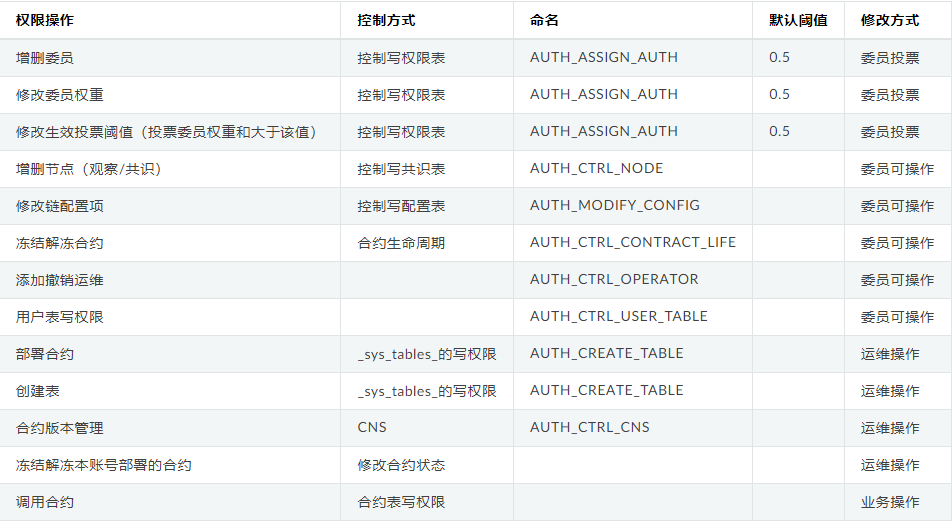 权限操作 控制方式 命名 默认阈值 修改方式
增删委员 控制写权限表 AUTH_ASSIGN_AUTH 0.5 委员投票
修改委员权重 控制写权限表 AUTH_ASSIGN_AUTH 0.5 委员投票
修改生效投票阈值（投票委员权重和大于该值） 控制写权限表 AUTH_ASSIGN_AUTH 0.5 委员投票
增删节点（观察/共识） 控制写共识表 AUTH_CTRL_NODE 委员可操作
修改链配置项 控制写配置表 AUTH_MODIFY_CONFIG 委员可操作
冻结解冻合约 合约生命周期 AUTH_CTRL_CONTRACT_LIFE 委员可操作
添加撤销运维 AUTH_CTRL_OPERATOR 委员可操作
用户表写权限 AUTH_CTRL_USER_TABLE 委员可操作
部署合约 _sys_tables_的写权限 AUTH_CREATE_TABLE 运维操作
创建表 _sys_tables_的写权限 AUTH_CREATE_TABLE 运维操作
合约版本管理 CNS AUTH_CTRL_CNS 运维操作
冻结解冻本账号部署的合约 修改合约状态 运维操作
调用合约 合约表写权限 业务操作